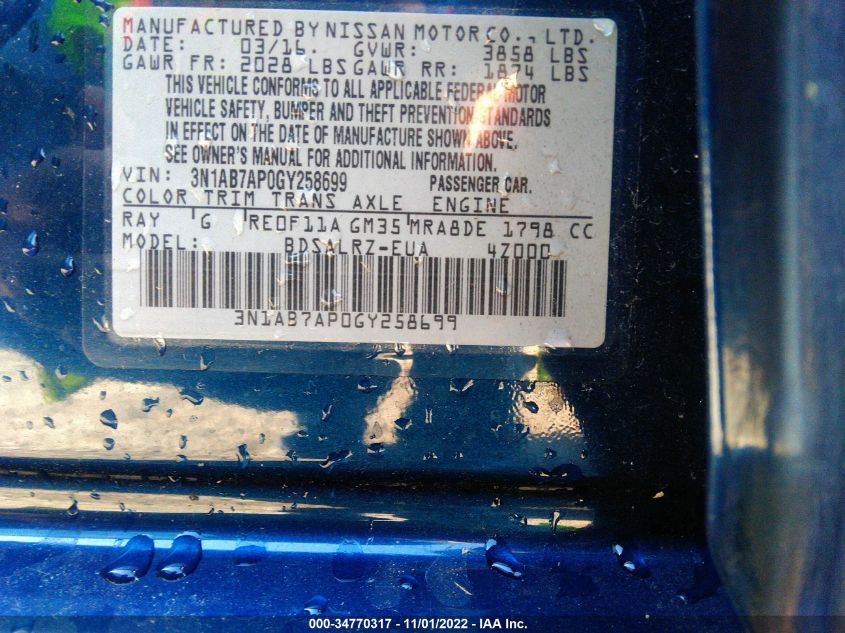 MANUFACTURED BY NISSAN MOTOR CO., LTD.
DATE: 03/16. GVWR: 3858 LBS
GAWR FR: 2028 LBS GAWR RR: 1874 LBS
THIS VEHICLE CONFORMS TO ALL APPLICABLE FEDERAL MOTOR
VEHICLE SAFETY, BUMPER AND THEFT PREVENTION STANDARDS
IN EFFECT ON THE DATE OF MANUFACTURE SHOWN ABOVE.
SEE OWNER'S MANUAL FOR ADDITIONAL INFORMATION.
VIN: 3N1AB7AP0GY258699 PASSENGER CAR.
COLOR TRIM TRANS AXLE ENGINE
RAY G RE0F11A GM35 MRA8DE 1798 CC
MODEL: BDSALRZ-EUA 4Z000
3N1AB7AP0GY258699
000-34770317 - 11/01/2022 - IAA Inc.